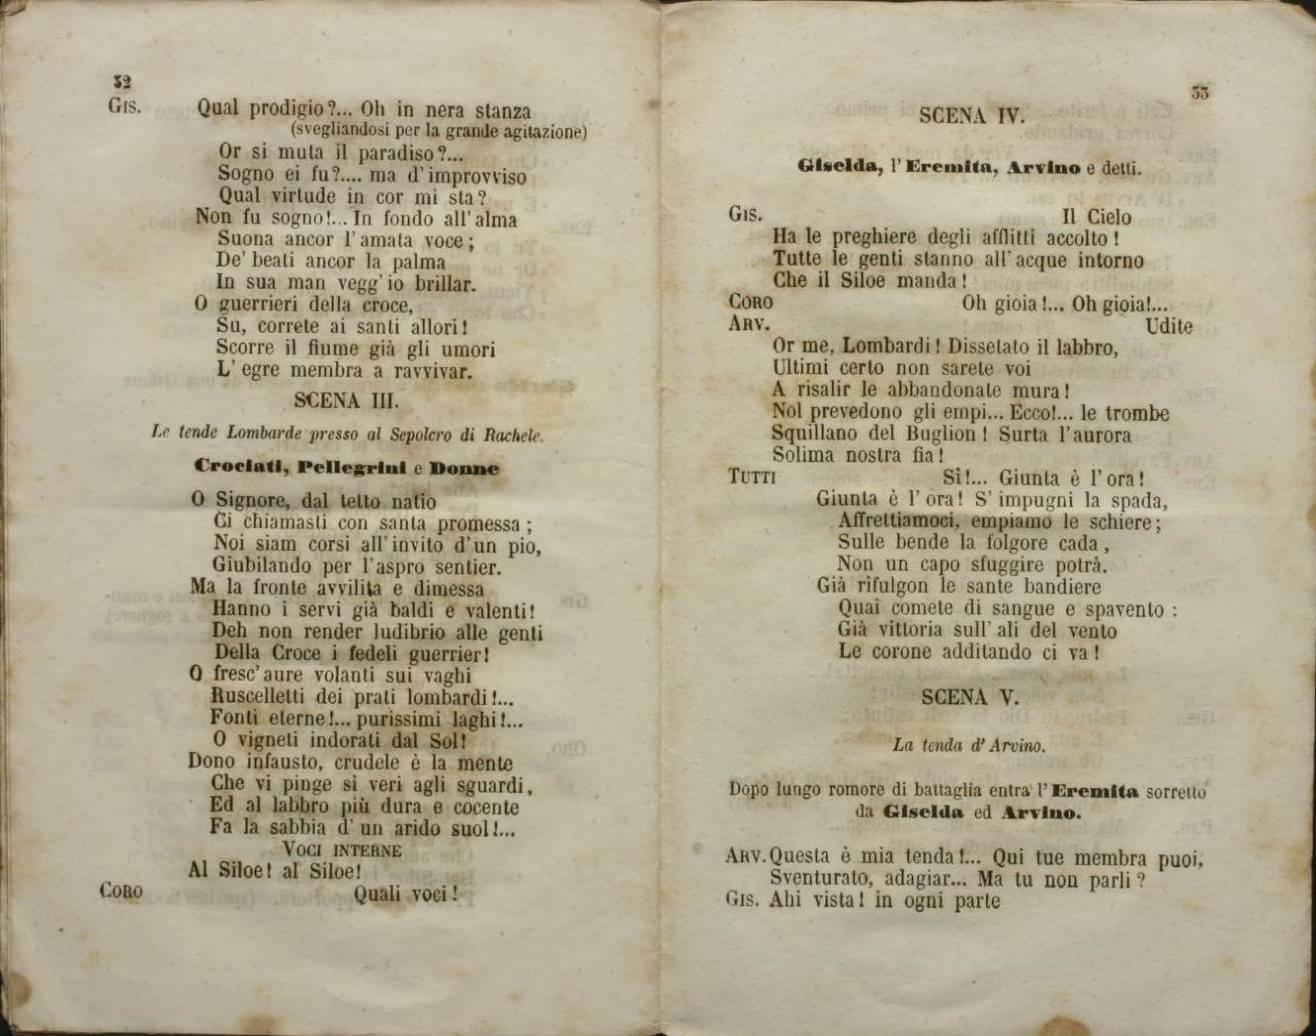 32
GIS. Qual prodigio?... Oh in nera stanza
(svegliandosi per la grande agitazione)
Or si muta il paradiso?...
Sogno ei fu?.... ma d'improvviso
Qual virtude in cor mi sta?
Non fu sogno!... In fondo all'alma
Suona ancor l'amata voce;
De' beati ancor la palma
In sua man vegg'io brillar.
O guerrieri della croce,
Su, correte ai santi allori!
Scorre il fiume già gli umori
L'egre membra a ravvivar.
SCENA III.
Le tende Lombarde presso al Sepolcro di Rachele.
Crociati, Pellegrini e Donne
O Signore, dal tetto natio
Ci chiamasti con santa promessa;
Noi siam corsi all'invito d'un pio,
Giubilando per l'aspro sentier.
Ma la fronte avvilita e dimessa
Hanno i servi già baldi e valenti!
Deh non render ludibrio alle genti
Della Croce i fedeli guerrier!
O fresc'aure volanti sui vaghi
Ruscelletti dei prati lombardi!...
Fonti eterne!... purissimi laghi!...
O vigneti indorati dal Sol!
Dono infausto, crudele è la mente
Che vi pinge sì veri agli sguardi,
Ed al labbro più dura e cocente
Fa la sabbia d'un arido suol!...
VOCI INTERNE
Al Siloe! al Siloe!
CORO Quali voci!
33
SCENA IV.
Giselda, l'Eremita, Arvino e detti.
GIS. Il Cielo
Ha le preghiere degli afflitti accolto!
Tutte le genti stanno all'acque intorno
Che il Siloe manda!
CORO Oh gioia!... Oh gioia!...
ARV. Udite
Or me, Lombardi! Dissetato il labbro,
Ultimi certo non sarete voi
A risalir le abbandonate mura!
Nol prevedono gli empi... Ecco!... le trombe
Squillano del Buglion! Surta l'aurora
Solima nostra fia!
TUTTI Sì!... Giunta è l'ora!
Giunta è l'ora! S'impugni la spada,
Affrettiamoci, empiamo le schiere;
Sulle bende la folgore cada,
Non un capo sfuggire potrà.
Già rifulgon le sante bandiere
Quai comete di sangue e spavento:
Già vittoria sull'ali del vento
Le corone additando ci va!
SCENA V.
La tenda d'Arvino.
Dopo lungo romore di battaglia entra l'Eremita sorretto
da Giselda ed Arvino.
ARV. Questa è mia tenda!... Qui tue membra puoi,
Sventurato, adagiar... Ma tu non parli?
GIS. Ahi vista! in ogni parte